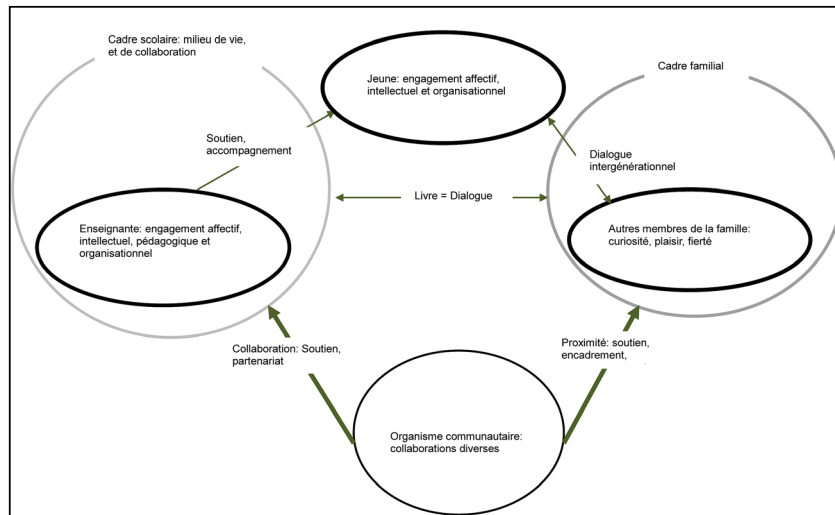 Cadre scolaire: milieu de vie,
et de collaboration
Jeune: engagement affectif,
intellectuel et organisationnel
Cadre familial
Soutien,
accompagnement
Dialogue
intergénérationnel
Livre = Dialogue
Enseignante: engagement affectif,
intellectuel, pédagogique et
organisationnel
Autres membres de la famille:
curiosité, plaisir, fierté
Collaboration: Soutien,
partenariat
Proximité: soutien,
encadrement,
Organisme communautaire:
collaborations diverses